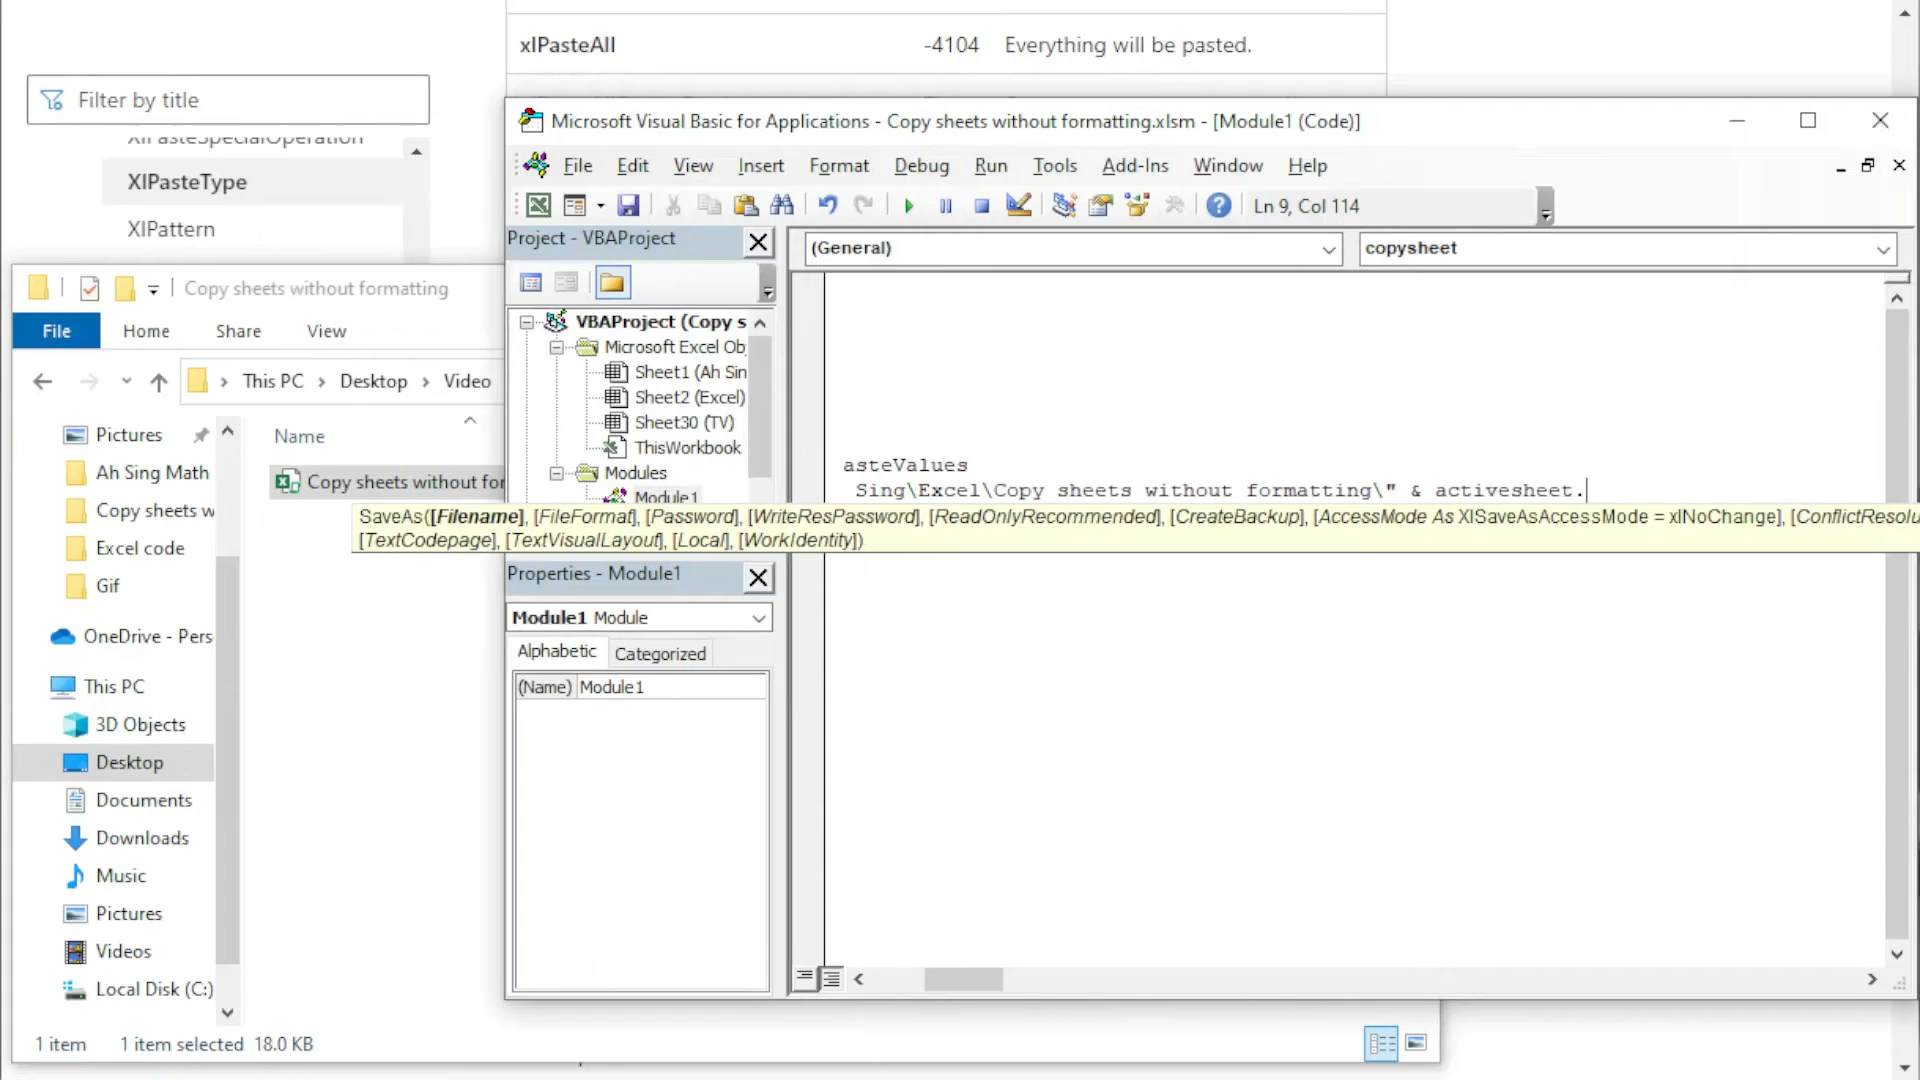 xlPasteAll -4104 Everything will be pasted.
Filter by title
XlPasteSpecialOperation
XlPasteType
XlPattern
Microsoft Visual Basic for Applications - Copy sheets without formatting.xlsm - [Module1 (Code)]
File Edit View Insert Format Debug Run Tools Add-Ins Window Help
Ln 9, Col 114
Project - VBAProject
(General)
copysheet
VBAProject (Copy s
Microsoft Excel Ob
Sheet1 (Ah Sin
Sheet2 (Excel)
Sheet30 (TV)
ThisWorkbook
Modules
Module1
asteValues
Sing\Excel\Copy sheets without formatting\" & activesheet.
SaveAs([Filename], [FileFormat], [Password], [WriteResPassword], [ReadOnlyRecommended], [CreateBackup], [AccessMode As XlSaveAsAccessMode = xlNoChange], [ConflictResolu
[TextCodepage], [TextVisualLayout], [Local], [WorkIdentity])
Properties - Module1
Module1 Module
Alphabetic Categorized
(Name) Module1
Copy sheets without formatting
File Home Share View
This PC Desktop Video
Name
Copy sheets without for
Pictures
Ah Sing Math
Copy sheets w
Excel code
Gif
OneDrive - Pers
This PC
3D Objects
Desktop
Documents
Downloads
Music
Pictures
Videos
Local Disk (C:)
1 item 1 item selected 18.0 KB